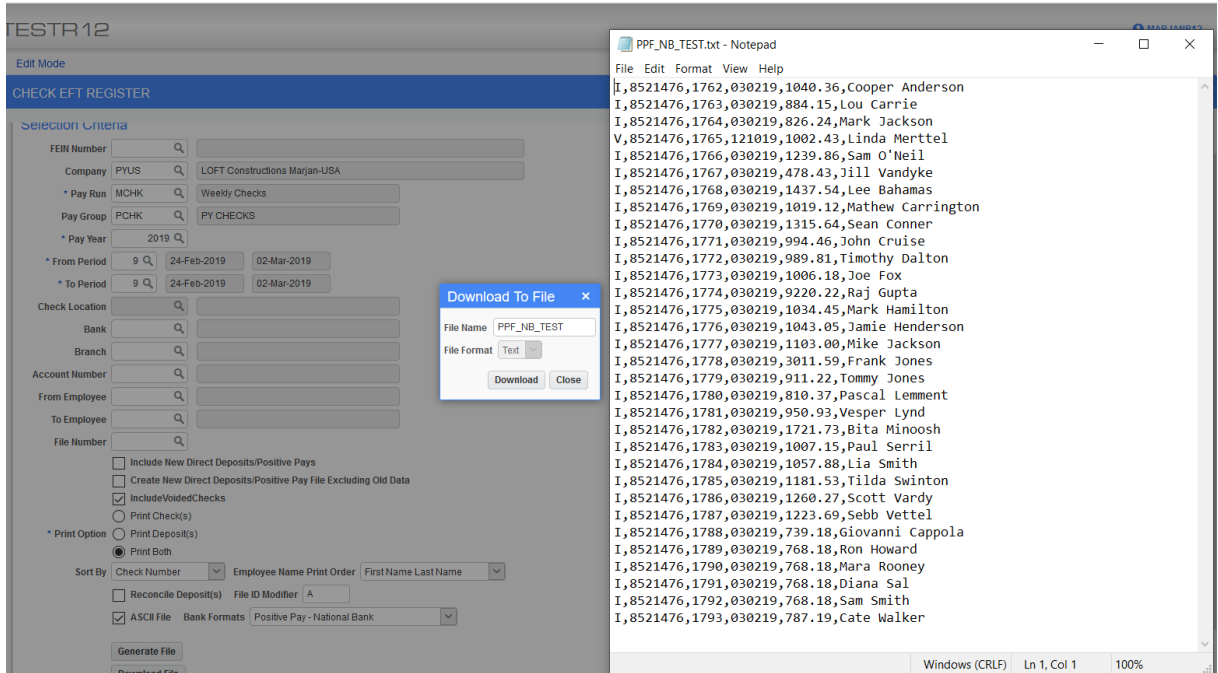 TESTR12
MARJANR12
Edit Mode
CHECK EFT REGISTER
Selection Criteria
FEIN Number
Company PYUS LOFT Constructions Marjan-USA
* Pay Run MCHK Weekly Checks
Pay Group PCHK PY CHECKS
* Pay Year 2019
* From Period 9 24-Feb-2019 02-Mar-2019
* To Period 9 24-Feb-2019 02-Mar-2019
Check Location
Bank
Branch
Account Number
From Employee
To Employee
File Number
Include New Direct Deposits/Positive Pays
Create New Direct Deposits/Positive Pay File Excluding Old Data
IncludeVoidedChecks
Print Check(s)
* Print Option Print Deposit(s)
Print Both
Sort By Check Number Employee Name Print Order First Name Last Name
Reconcile Deposit(s) File ID Modifier A
ASCII File Bank Formats Positive Pay - National Bank
Generate File
Download File
Download To File ×
File Name PPF_NB_TEST
File Format Text
Download Close
PPF_NB_TEST.txt - Notepad
File Edit Format View Help
I,8521476,1762,030219,1040.36,Cooper Anderson
I,8521476,1763,030219,884.15,Lou Carrie
I,8521476,1764,030219,826.24,Mark Jackson
V,8521476,1765,121019,1002.43,Linda Merttel
I,8521476,1766,030219,1239.86,Sam O'Neil
I,8521476,1767,030219,478.43,Jill Vandyke
I,8521476,1768,030219,1437.54,Lee Bahamas
I,8521476,1769,030219,1019.12,Mathew Carrington
I,8521476,1770,030219,1315.64,Sean Conner
I,8521476,1771,030219,994.46,John Cruise
I,8521476,1772,030219,989.81,Timothy Dalton
I,8521476,1773,030219,1006.18,Joe Fox
I,8521476,1774,030219,9220.22,Raj Gupta
I,8521476,1775,030219,1034.45,Mark Hamilton
I,8521476,1776,030219,1043.05,Jamie Henderson
I,8521476,1777,030219,1103.00,Mike Jackson
I,8521476,1778,030219,3011.59,Frank Jones
I,8521476,1779,030219,911.22,Tommy Jones
I,8521476,1780,030219,810.37,Pascal Lemment
I,8521476,1781,030219,950.93,Vesper Lynd
I,8521476,1782,030219,1721.73,Bita Minoosh
I,8521476,1783,030219,1007.15,Paul Serril
I,8521476,1784,030219,1057.88,Lia Smith
I,8521476,1785,030219,1181.53,Tilda Swinton
I,8521476,1786,030219,1260.27,Scott Vardy
I,8521476,1787,030219,1223.69,Sebb Vettel
I,8521476,1788,030219,739.18,Giovanni Cappola
I,8521476,1789,030219,768.18,Ron Howard
I,8521476,1790,030219,768.18,Mara Rooney
I,8521476,1791,030219,768.18,Diana Sal
I,8521476,1792,030219,768.18,Sam Smith
I,8521476,1793,030219,787.19,Cate Walker
Windows (CRLF) Ln 1, Col 1 100%